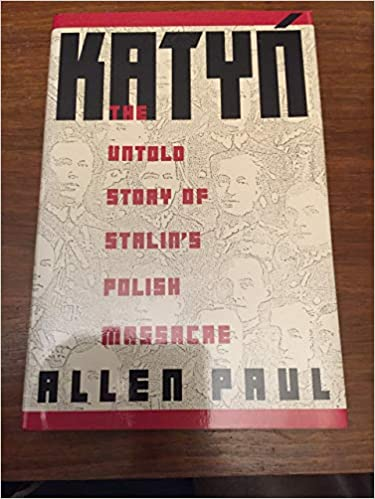 KATYŃ
THE
UNTOLD
STORY OF
STALIN'S
POLISH
MASSACRE
ALLEN PAUL